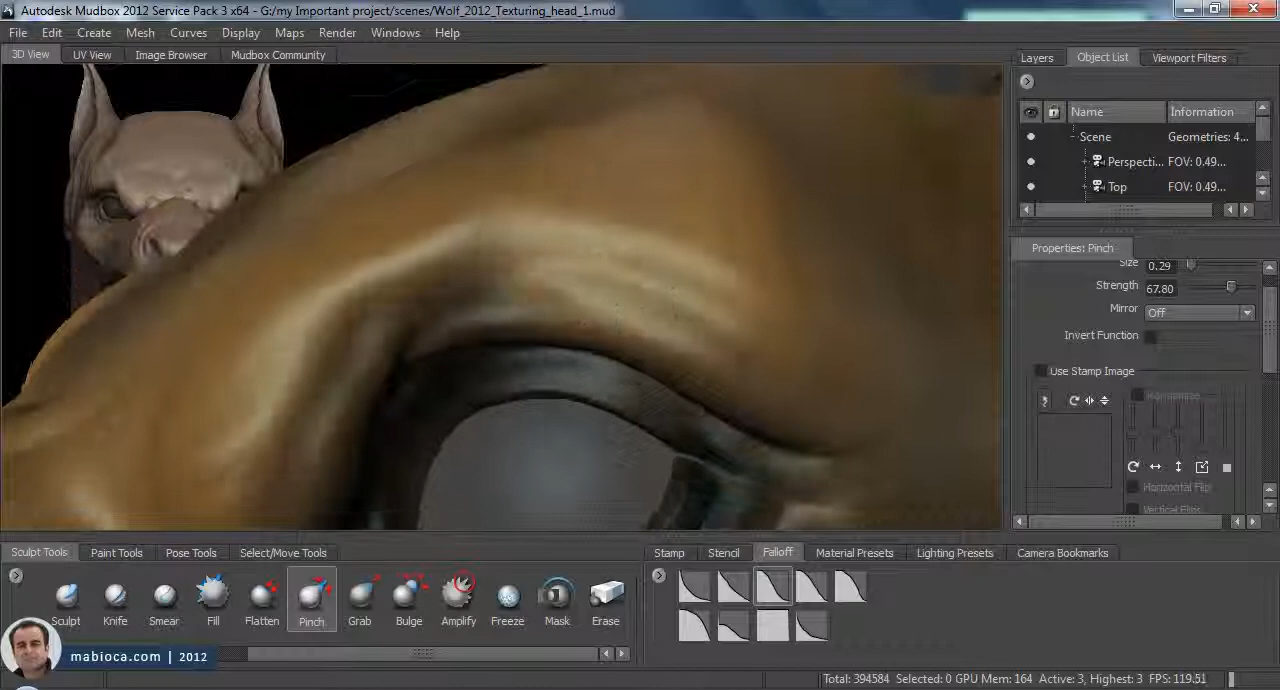 Autodesk Mudbox 2012 Service Pack 3 x64 - G:/my Important project/scenes/Wolf_2012_Texturing_head_1.mud
File Edit Create Mesh Curves Display Maps Render Windows Help
3D View UV View Image Browser Mudbox Community
Layers Object List Viewport Filters
Name Information
Scene Geometries: 4...
Perspecti... FOV: 0.49...
Top FOV: 0.49...
Properties: Pinch
Size 0.29
Strength 67.80
Mirror Off
Invert Function
Use Stamp Image
Randomize
Horizontal Flip
Vertical Flips
Sculpt Tools Paint Tools Pose Tools Select/Move Tools
Stamp Stencil Falloff Material Presets Lighting Presets Camera Bookmarks
Sculpt Knife Smear Fill Flatten Pinch Grab Bulge Amplify Freeze Mask Erase
mabioca.com | 2012
Total: 394584 Selected: 0 GPU Mem: 164 Active: 3, Highest: 3 FPS: 119.51